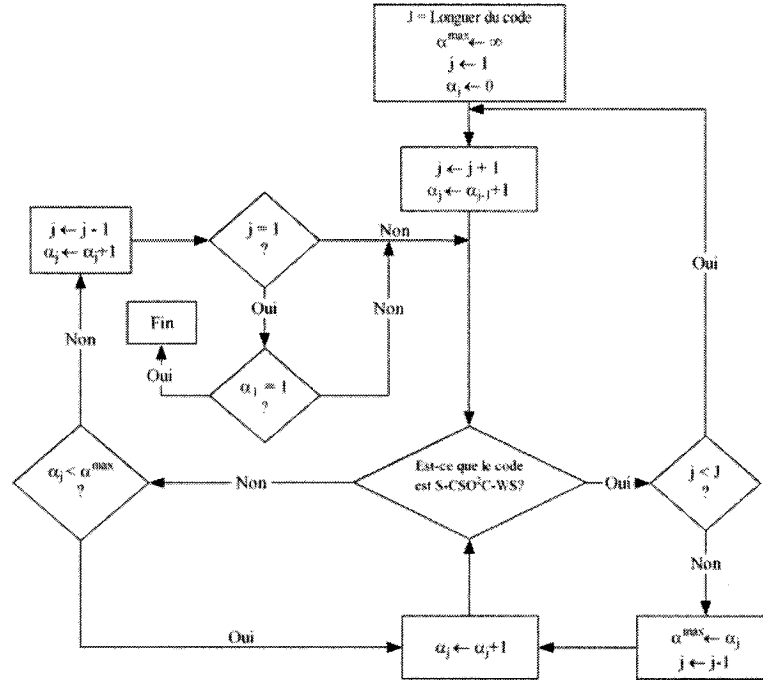 J = Longuer du code
α^max ← ∞
j ← 1
α_j ← 0
j ← j + 1
α_j ← α_{j-1}+1
j ← j - 1
α_j ← α_j+1
j = 1
?
Non
Oui
Oui
Fin
Non
Non
Oui
α_1 = 1
?
α_j < α^max
?
Non
Est-ce que le code
est S-CSO²C-WS?
Oui
j < J
?
Non
Oui
α_j ← α_j+1
α^max ← α_j
j ← j-1